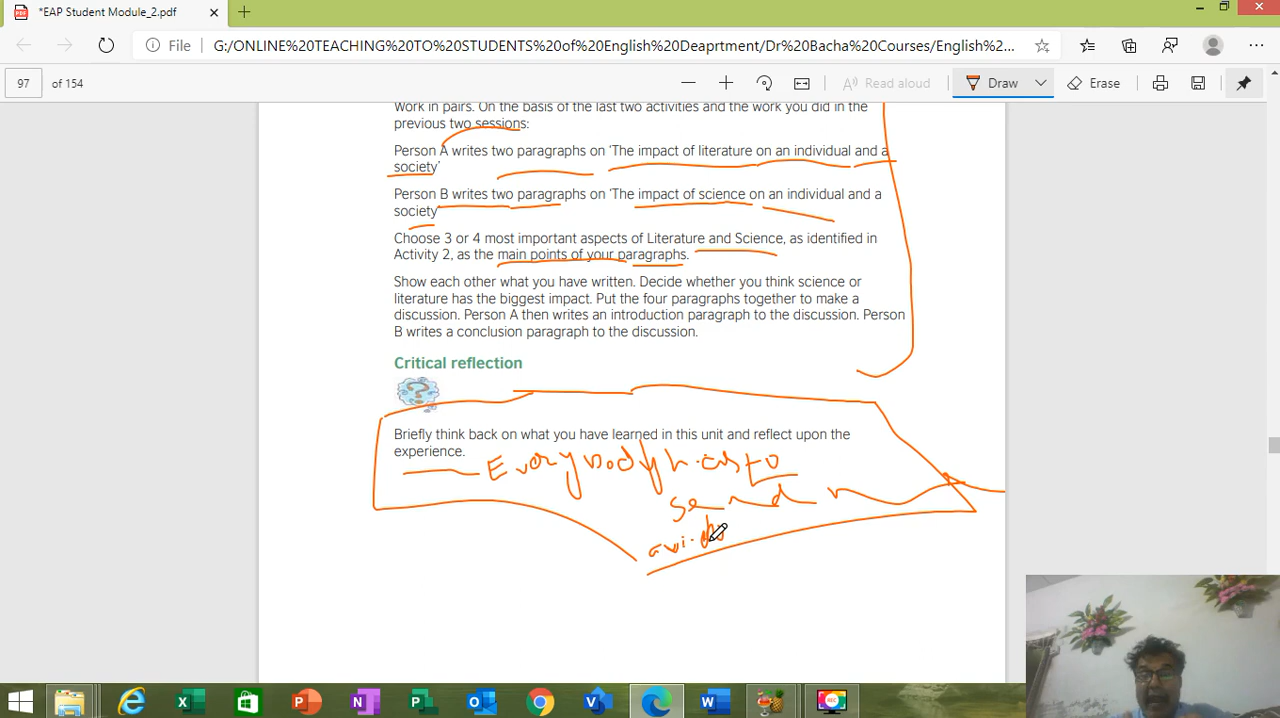 *EAP Student Module_2.pdf
File G:/ONLINE%20TEACHING%20TO%20STUDENTS%20of%20English%20Deaprtment/Dr%20Bacha%20Courses/English%2...
97 of 154
Read aloud
Draw
Erase
Work in pairs. On the basis of the last two activities and the work you did in the
previous two sessions:
Person A writes two paragraphs on 'The impact of literature on an individual and a
society'
Person B writes two paragraphs on 'The impact of science on an individual and a
society'
Choose 3 or 4 most important aspects of Literature and Science, as identified in
Activity 2, as the main points of your paragraphs.
Show each other what you have written. Decide whether you think science or
literature has the biggest impact. Put the four paragraphs together to make a
discussion. Person A then writes an introduction paragraph to the discussion. Person
B writes a conclusion paragraph to the discussion.
Critical reflection
Briefly think back on what you have learned in this unit and reflect upon the
experience.
Everybody has to
send